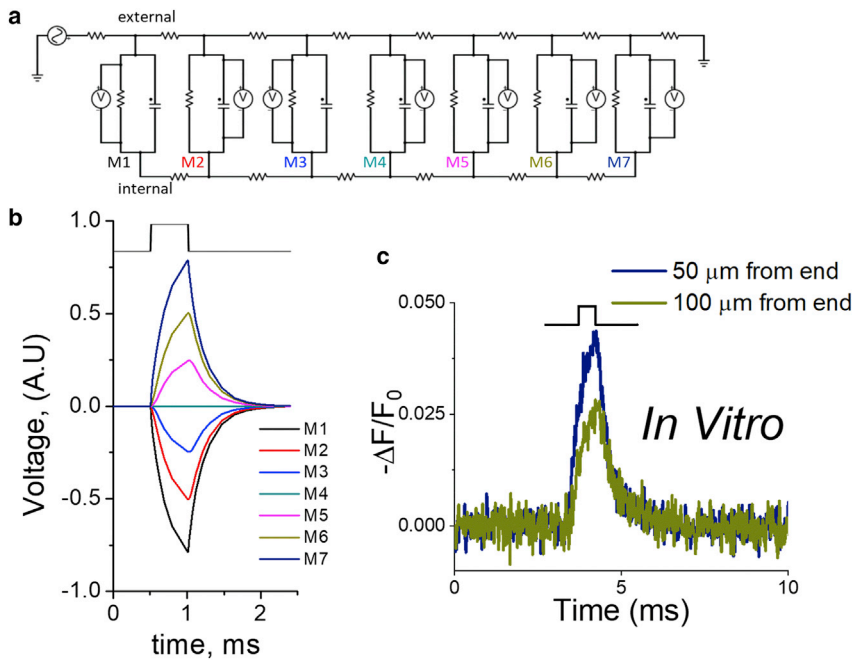 a
external
V V V V V V V
M1 M2 M3 M4 M5 M6 M7
internal
b
1.0
0.5
0.0
-0.5
-1.0
Voltage, (A.U)
M1
M2
M3
M4
M5
M6
M7
0 1 2
time, ms
c
50 μm from end
100 μm from end
0.050
0.025
0.000
-ΔF/F0
In Vitro
0 5 10
Time (ms)